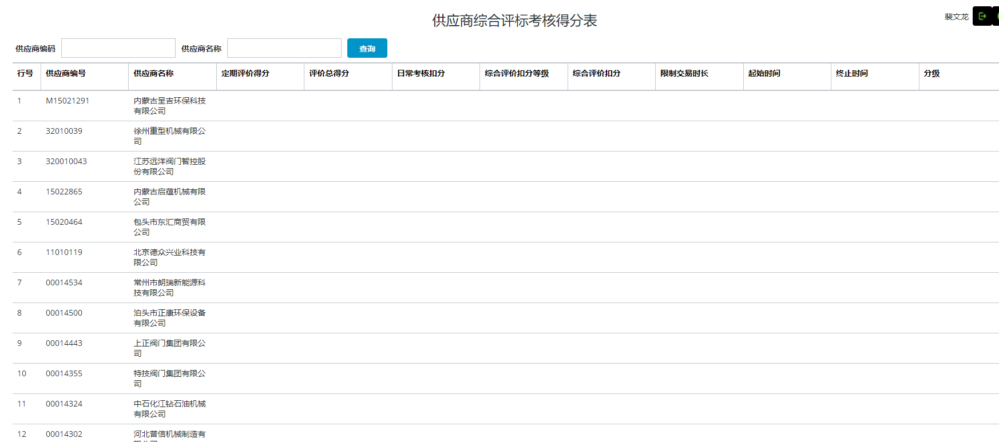 供应商综合评标考核得分表
裴文龙
供应商编码 供应商名称 查询
行号 供应商编号 供应商名称 定期评价得分 评价总得分 日常考核扣分 综合评价扣分等级 综合评价扣分 限制交易时长 起始时间 终止时间 分级
1 M15021291 内蒙古呈吉环保科技
有限公司
2 32010039 徐州重型机械有限公
司
3 320010043 江苏远洋阀门智控股
份有限公司
4 15022865 内蒙古启蕴机械有限
公司
5 15020464 包头市东汇商贸有限
公司
6 11010119 北京德众兴业科技有
限公司
7 00014534 常州市朗瑞新能源科
技有限公司
8 00014500 泊头市正康环保设备
有限公司
9 00014443 上正阀门集团有限公
司
10 00014355 特技阀门集团有限公
司
11 00014324 中石化江钻石油机械
有限公司
12 00014302 河北普信机械制造有